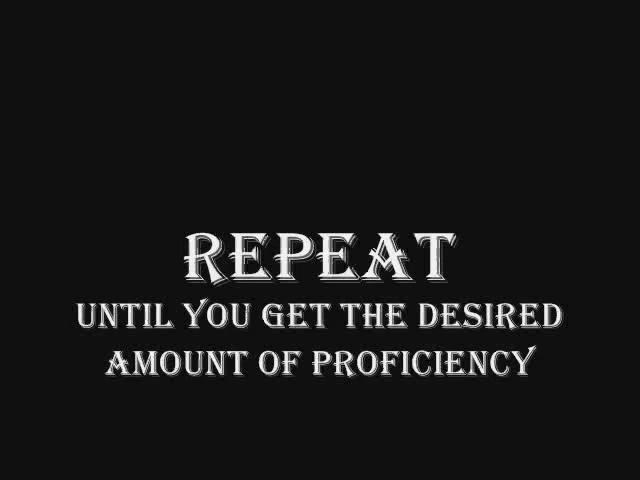 REPEAT
UNTIL YOU GET THE DESIRED
AMOUNT OF PROFICIENCY